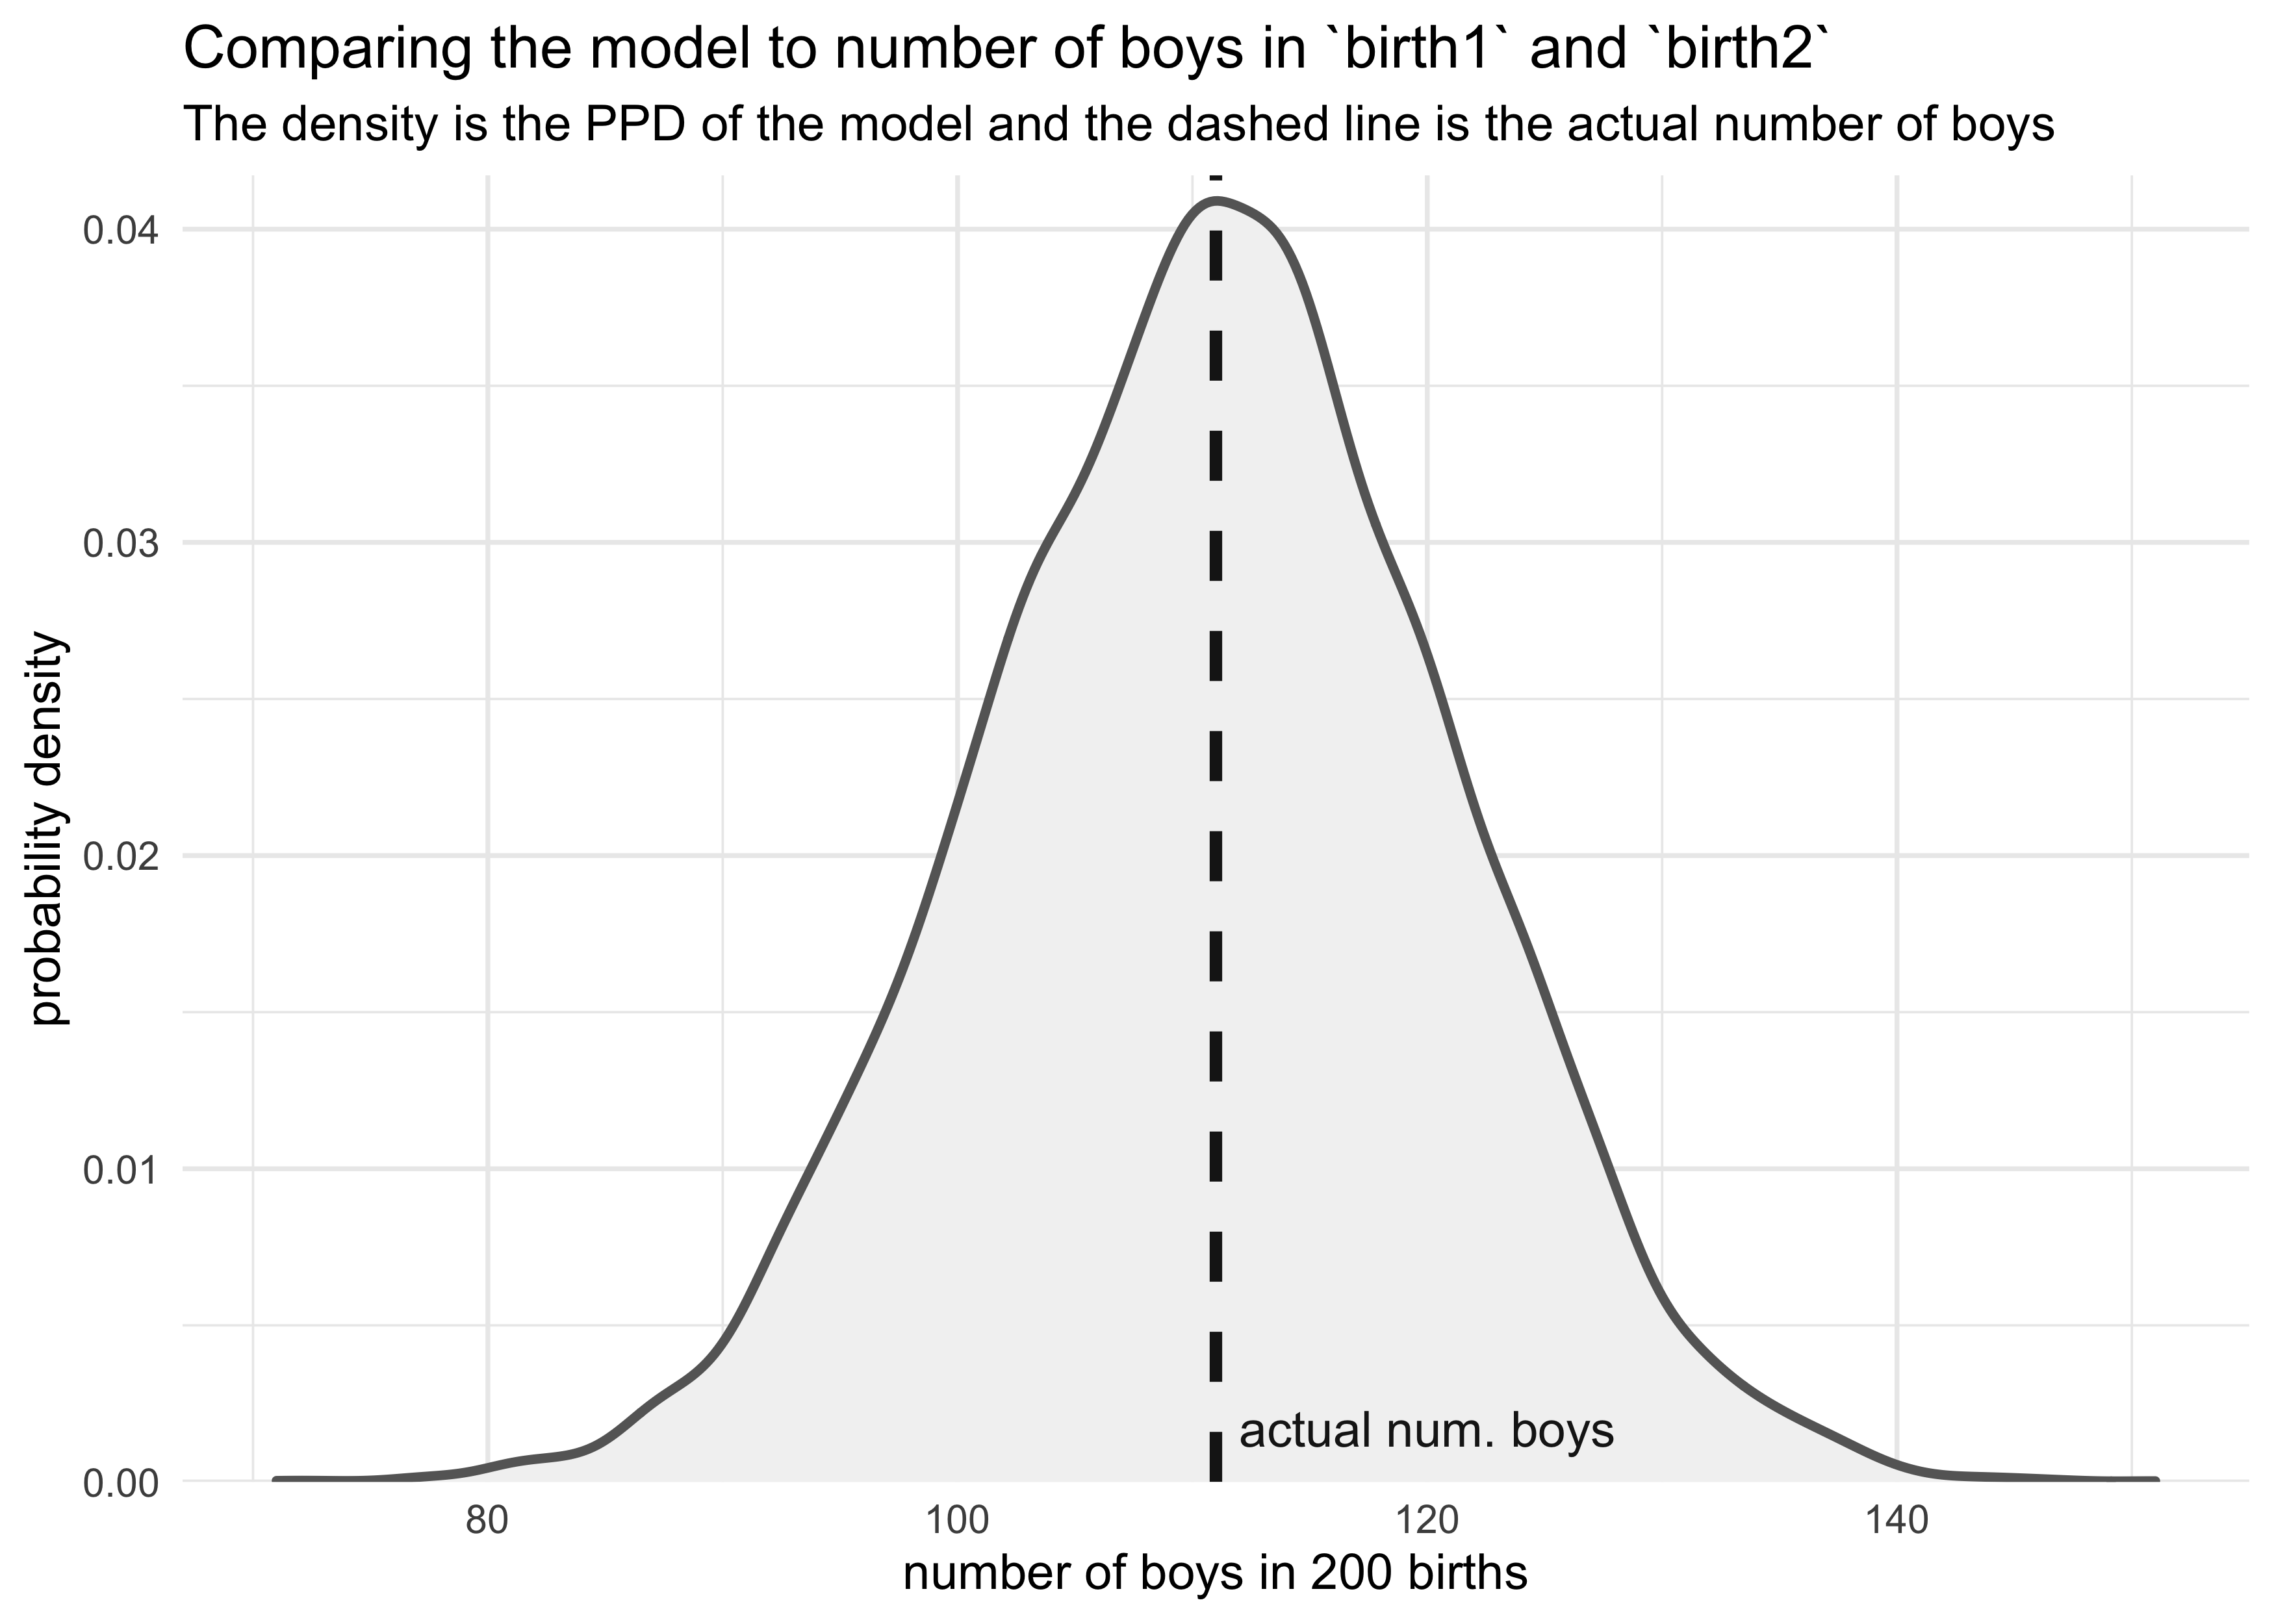 Comparing the model to number of boys in `birth1` and `birth2`
The density is the PPD of the model and the dashed line is the actual number of boys
probability density
0.04
0.03
0.02
0.01
0.00
actual num. boys
80 100 120 140
number of boys in 200 births